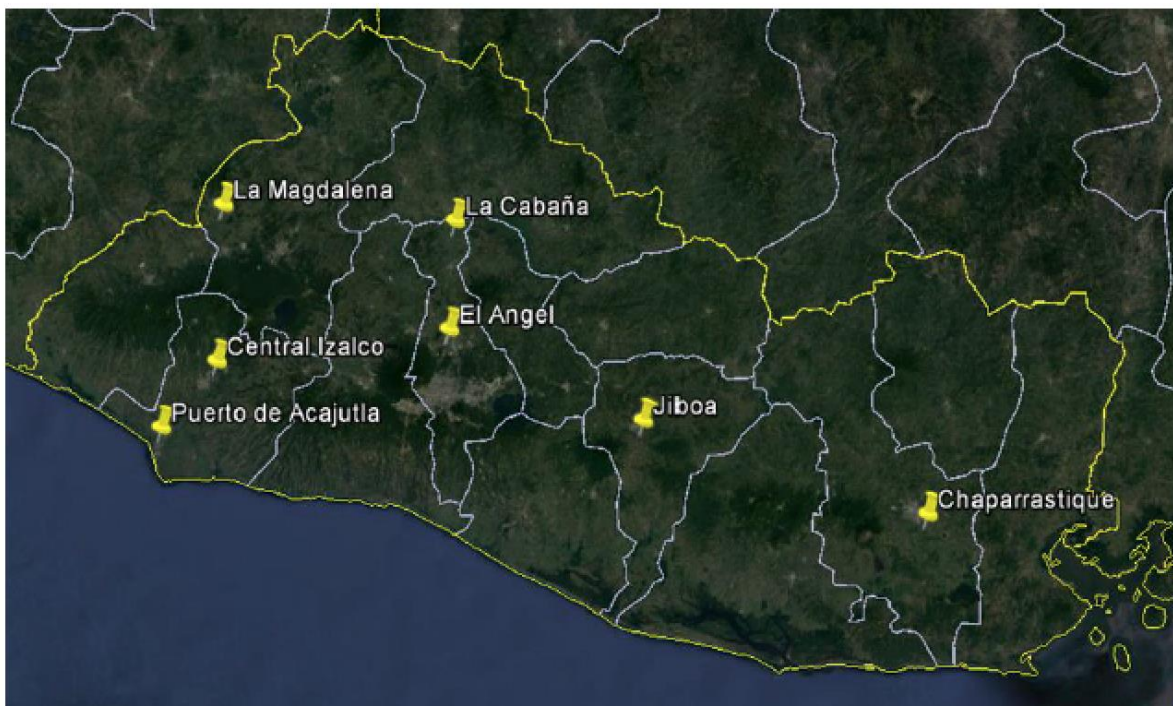 La Magdalena
La Cabaña
El Angel
Central Izalco
Puerto de Acajutla
Jiboa
Chaparrastique